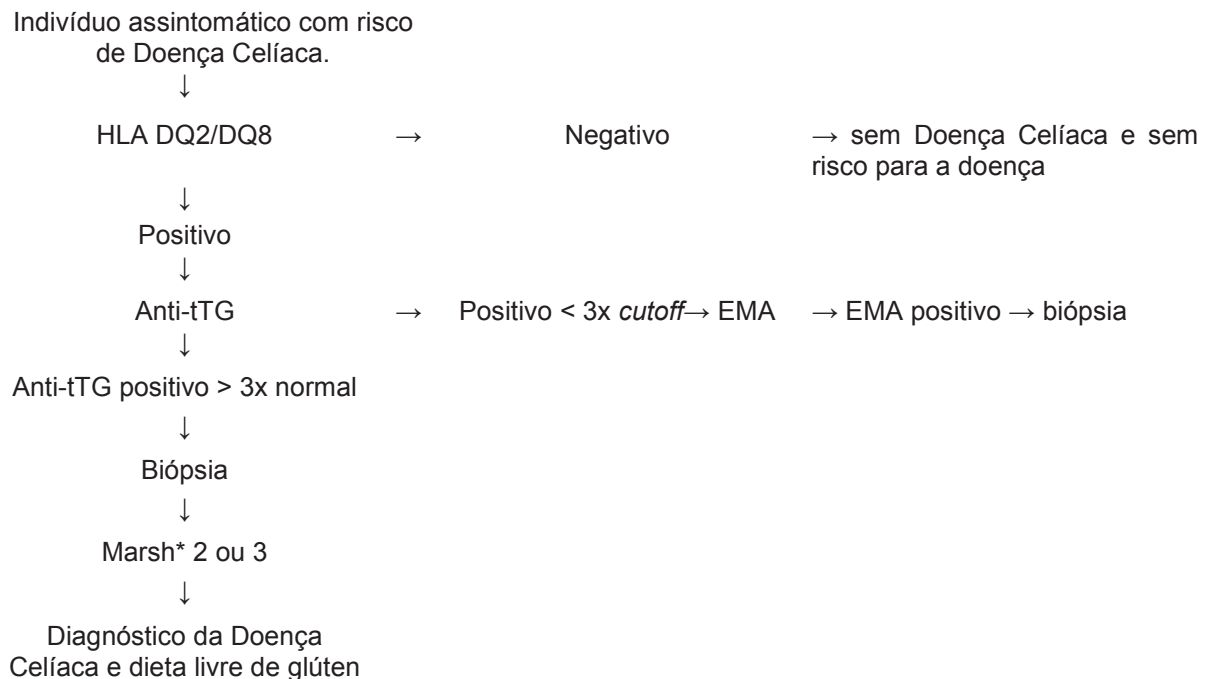 Indivíduo assintomático com risco
de Doença Celíaca.
↓
HLA DQ2/DQ8 → Negativo → sem Doença Celíaca e sem
risco para a doença
↓
Positivo
↓
Anti-tTG → Positivo < 3x cutoff→ EMA → EMA positivo → biópsia
↓
Anti-tTG positivo > 3x normal
↓
Biópsia
↓
Marsh* 2 ou 3
↓
Diagnóstico da Doença
Celíaca e dieta livre de glúten